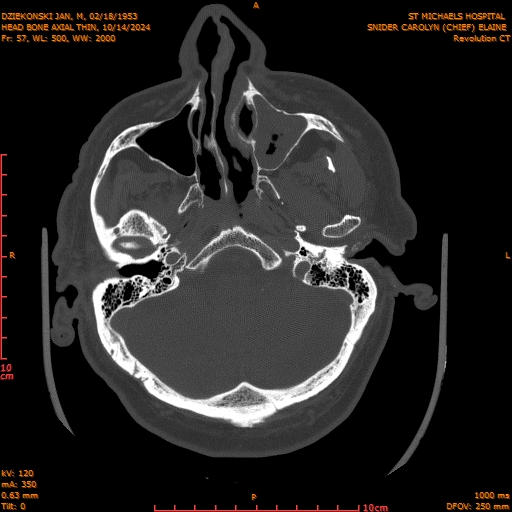 DZIEKONSKI JAN, M, 02/18/1953
HEAD BONE AXIAL THIN, 10/14/2024
Fr: 57, WL: 500, WW: 2000
ST MICHAELS HOSPITAL
SNIDER CAROLYN (CHIEF) ELAINE
Revolution CT
A
R
L
10
cm
kV: 120
mA: 350
0.63 mm
Tilt: 0
P
10cm
1000 ms
DFOV: 250 mm